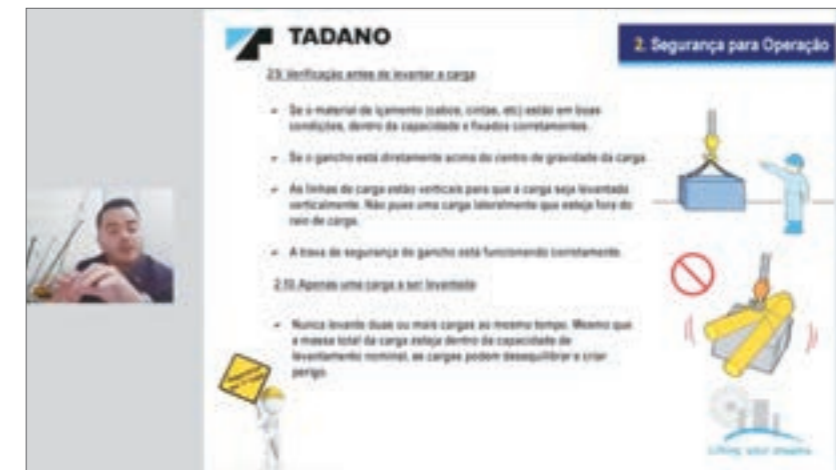 TADANO
2. Segurança para Operação
2.9. Verificação antes de levantar a carga
Se o material de içamento (cabos, cintas, etc) estão em boas
condições, dentro da capacidade e fixados corretamentes.
Se o gancho está diretamente acima do centro de gravidade da carga
As linhas de carga estão verticais para que a carga seja levantada
verticalmente. Não puxe uma carga lateralmente que esteja fora do
raio de carga.
A trava de segurança do gancho está funcionando corretamente.
2.10. Apenas uma carga a ser levantada
Nunca levante duas ou mais cargas ao mesmo tempo. Mesmo que
a massa total da carga esteja dentro da capacidade de
levantamento nominal, as cargas podem desequilibrar e criar
perigo.
Lifting your dreams